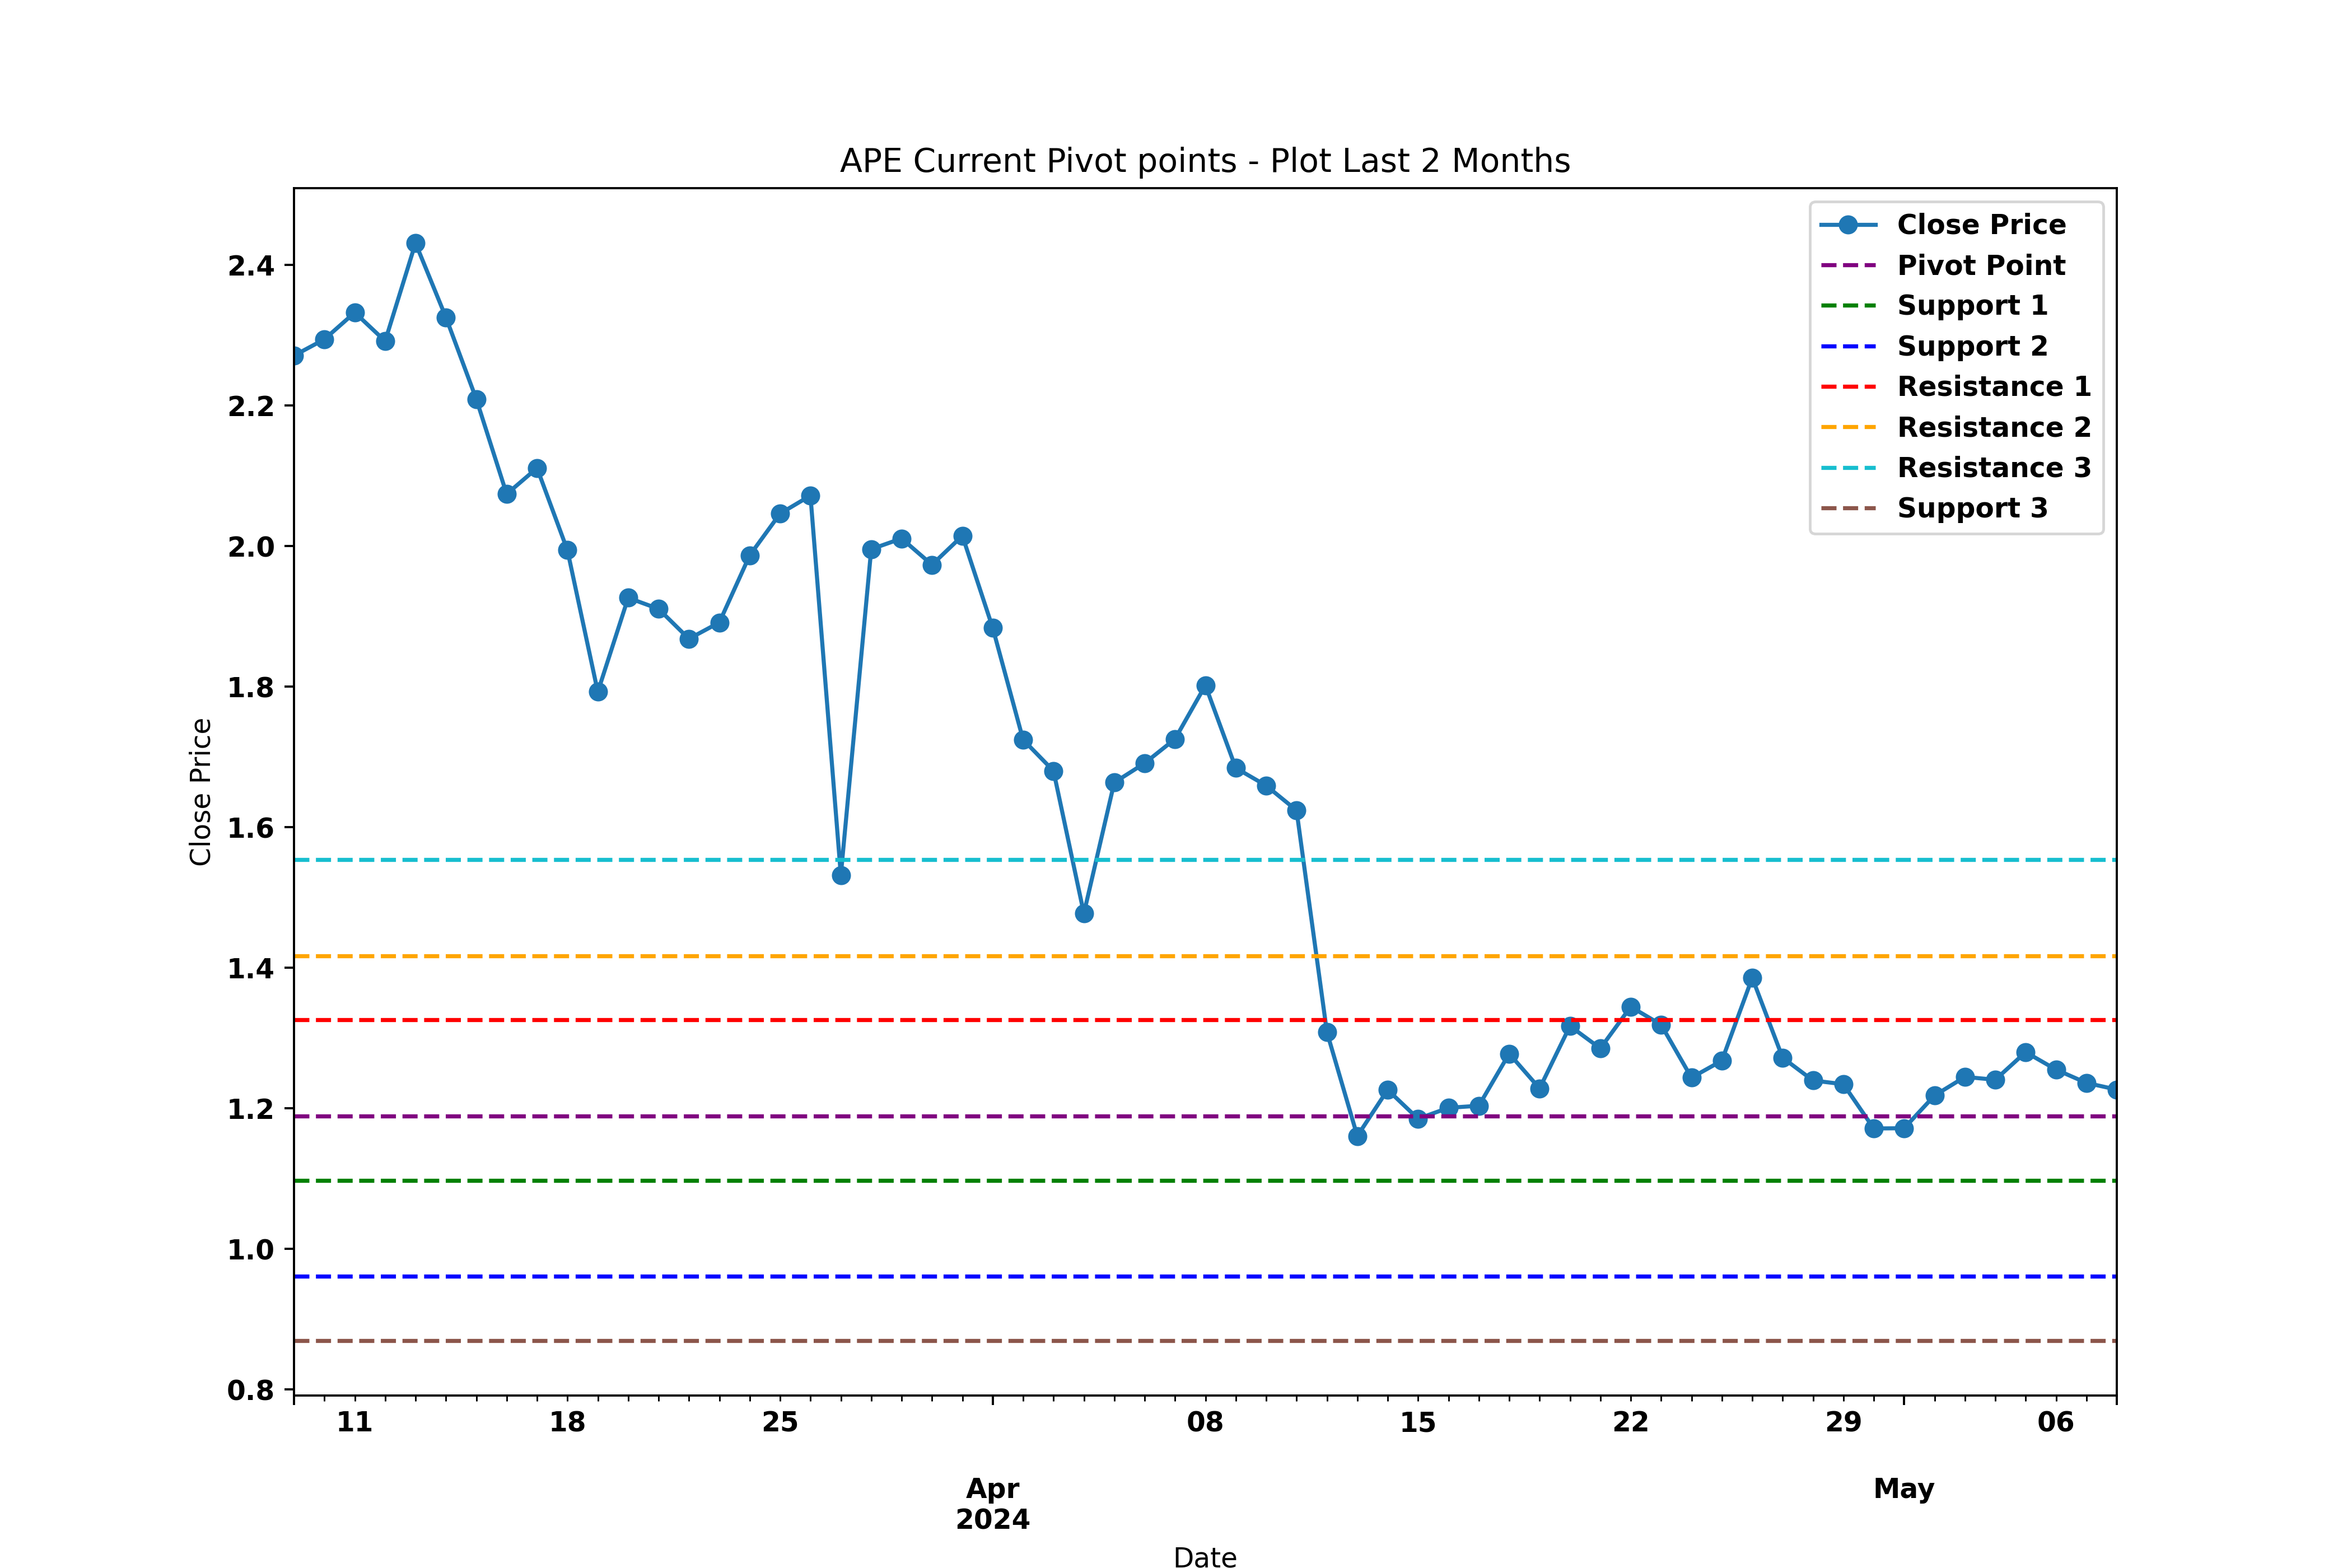 APE Current Pivot points - Plot Last 2 Months
Close Price
Pivot Point
Support 1
Support 2
Resistance 1
Resistance 2
Resistance 3
Support 3
Close Price
2.4
2.2
2.0
1.8
1.6
1.4
1.2
1.0
0.8
11 18 25 08 15 22 29 06
Apr May
2024
Date